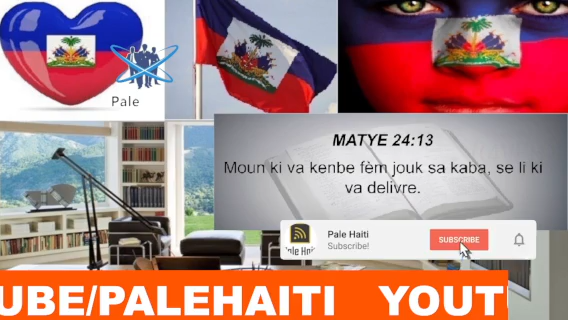 Pale
MATYE 24:13
Moun ki va kenbe fèm jouk sa kaba, se li ki
va delivre.
Pale Haiti
Subscribe!
SUBSCRIBE
UBE/PALEHAITI YOUT